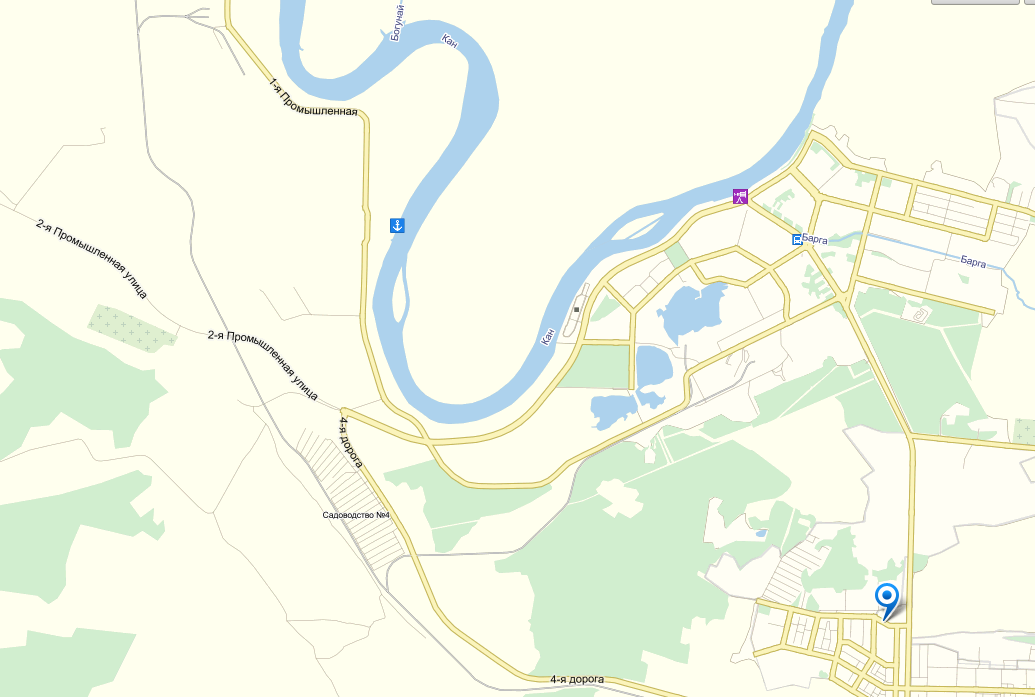 Богунай
Кан
1-я Промышленная
2-я Промышленная улица
Барга
Барга
2-я Промышленная улица
Кан
4-я дорога
Садоводство №4
4-я дорога